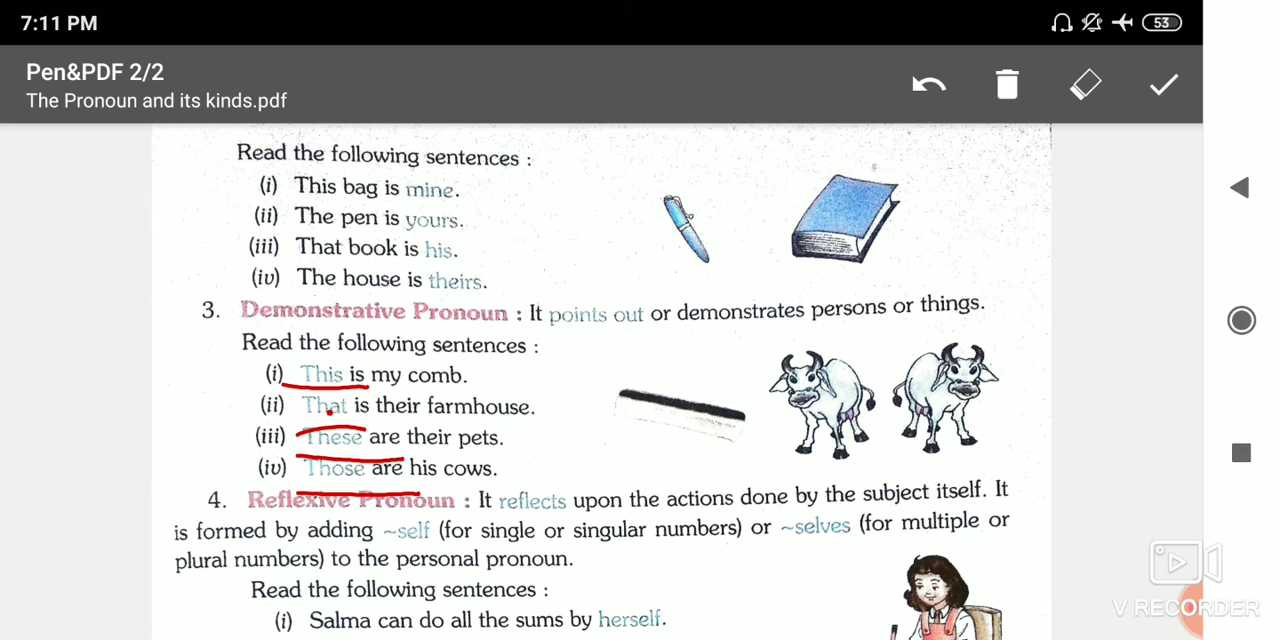 7:11 PM
53
Pen&PDF 2/2
The Pronoun and its kinds.pdf
Read the following sentences :
(i) This bag is mine.
(ii) The pen is yours.
(iii) That book is his.
(iv) The house is theirs.
3. Demonstrative Pronoun : It points out or demonstrates persons or things.
Read the following sentences :
(i) This is my comb.
(ii) That is their farmhouse.
(iii) These are their pets.
(iv) Those are his cows.
4. Reflexive Pronoun : It reflects upon the actions done by the subject itself. It
is formed by adding ~self (for single or singular numbers) or ~selves (for multiple or
plural numbers) to the personal pronoun.
Read the following sentences :
(i) Salma can do all the sums by herself.
V RECORDER